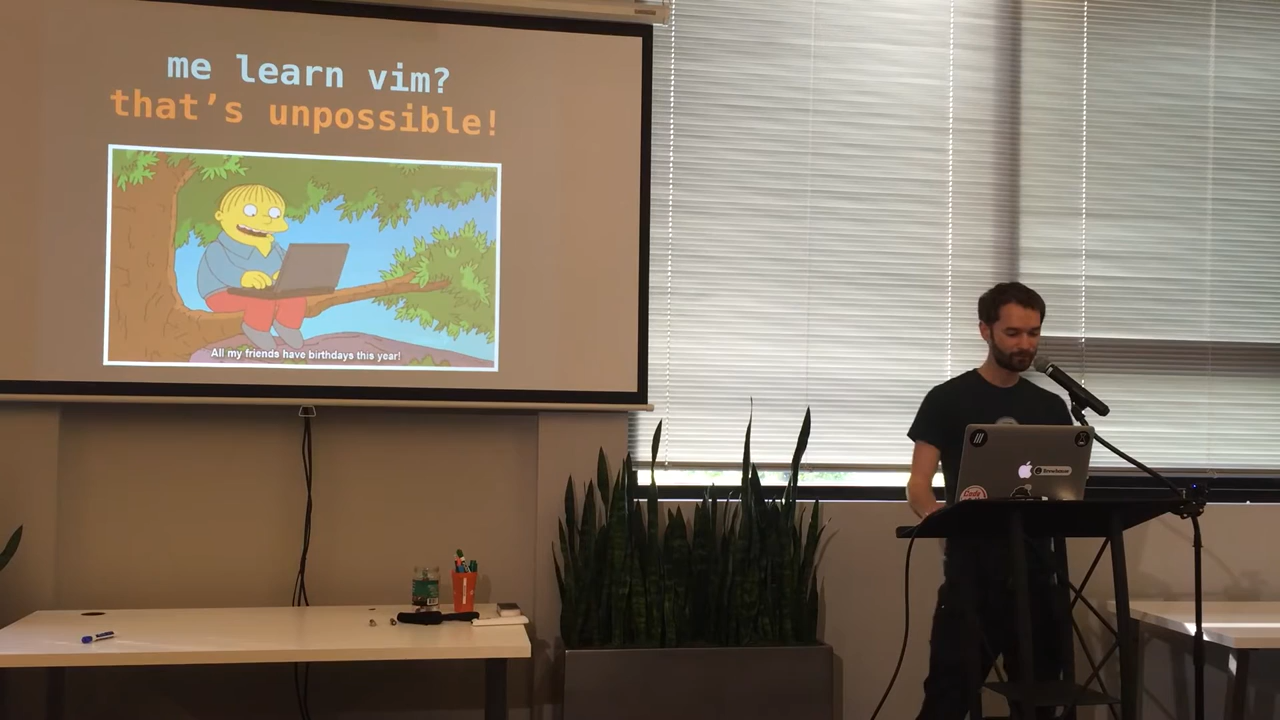 me learn vim?
that's unpossible!
All my friends have birthdays this year!